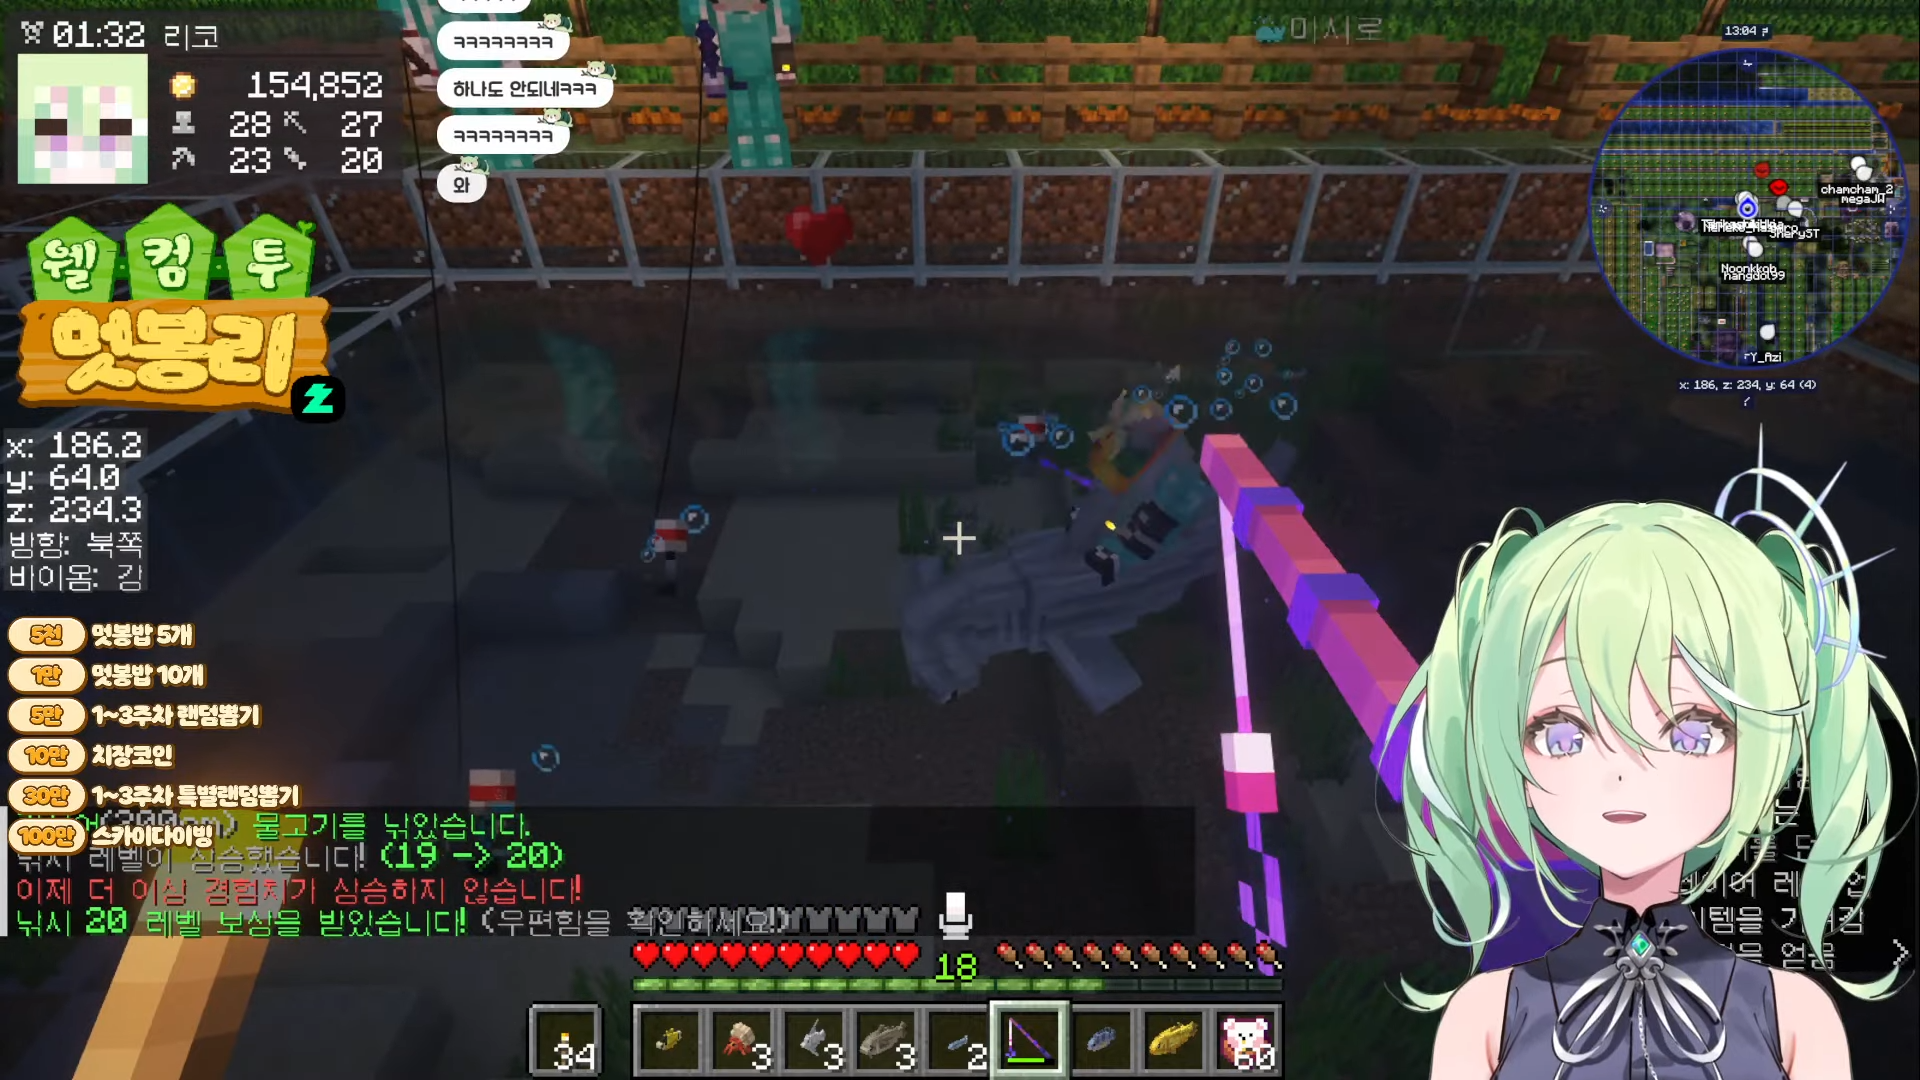 01:32 리코
154,852
28 27
23 20
ㅋㅋㅋㅋㅋㅋㅋㅋ
하나도 안되네ㅋㅋㅋ
ㅋㅋㅋㅋㅋㅋㅋㅋ
와
미시로
13:04
chamcham_2
megaJW
SherryST
Noonkkob
hangdol99
Y_Azi
x: 186, z: 234, y: 64 (4)
웰컴투
멋봉리
x: 186.2
y: 64.0
z: 234.3
방향: 북쪽
바이옴: 강
5천 멋봉밥 5개
1만 멋봉밥 10개
5만 1~3주차 랜덤뽑기
10만 치장코인
30만 1~3주차 특별랜덤뽑기
100만 스카이다이빙
물고기를 낚았습니다.
낚시 레벨이 상승했습니다! (19 -> 20)
이제 더 이상 경험치가 상승하지 않습니다!
낚시 20 레벨 보상을 받았습니다! (우편함을 확인하세요!)
18
34
3
3
3
2
60